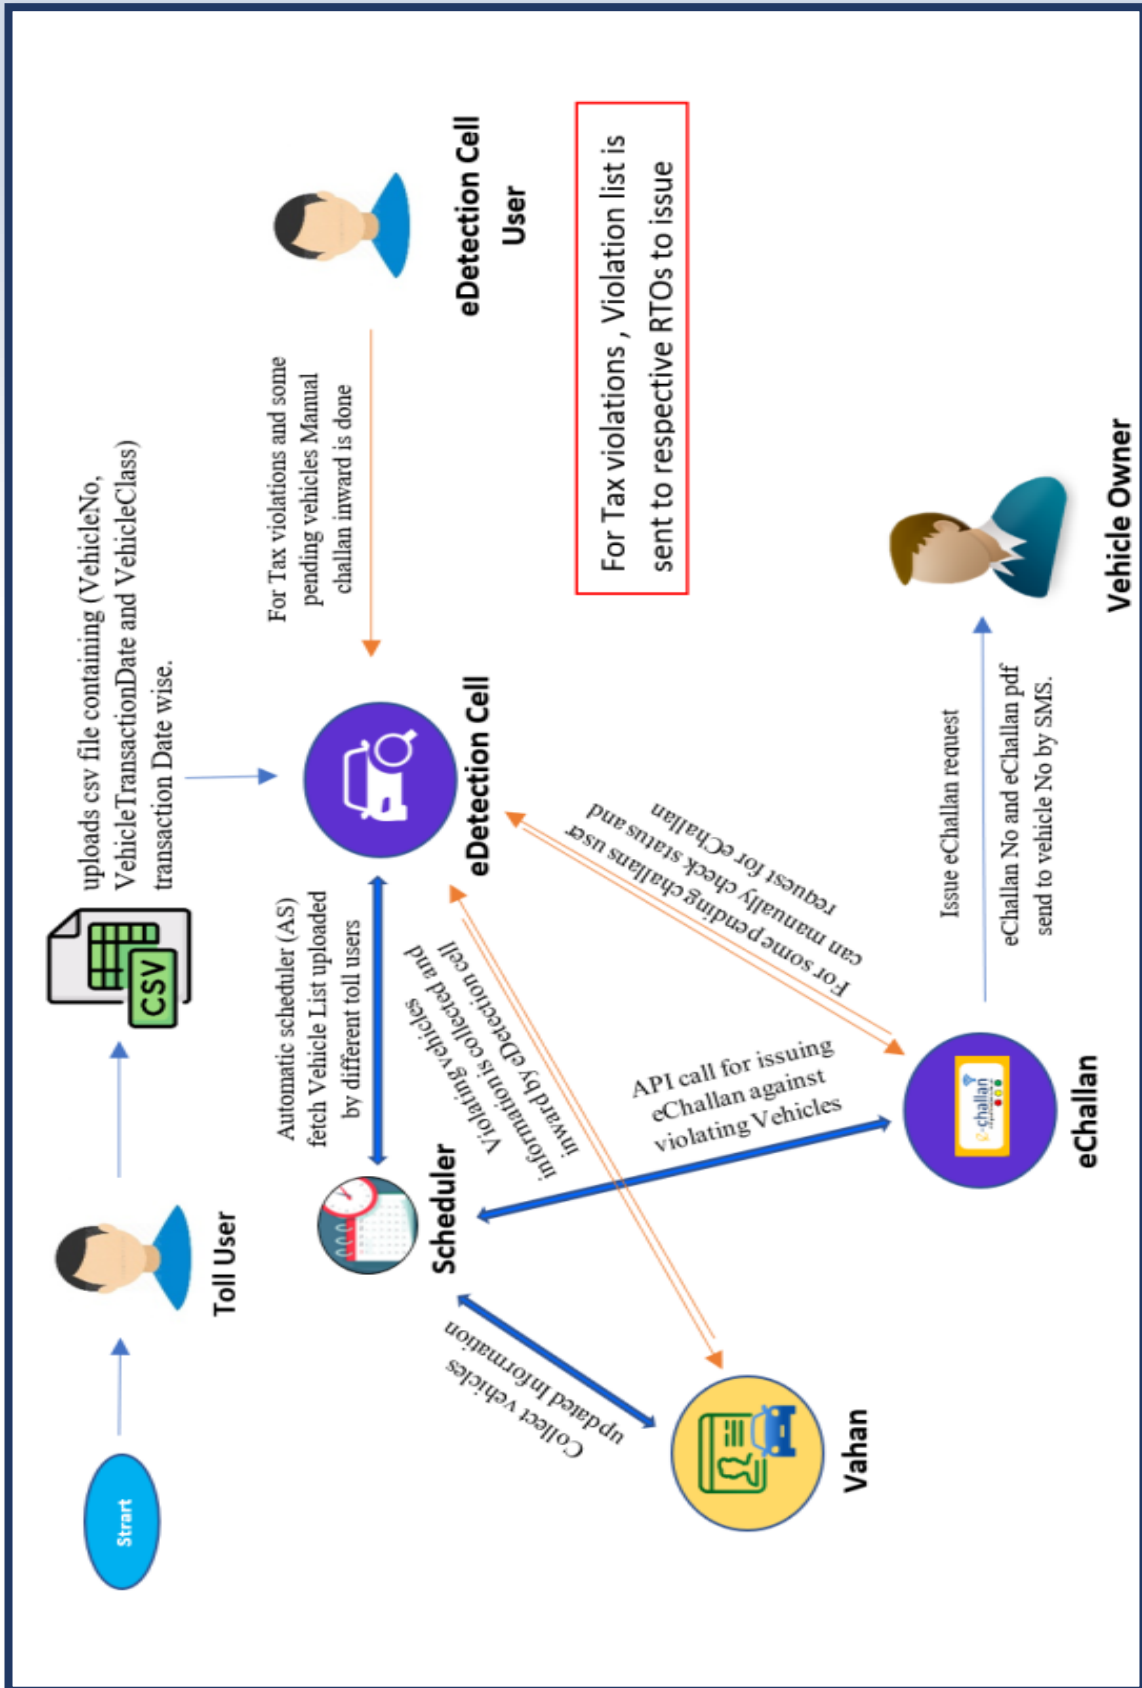 Strart
Toll User
CSV
uploads csv file containing (VehicleNo,
VehicleTransactionDate and VehicleClass)
transaction Date wise.
Automatic scheduler (AS)
fetch Vehicle List uploaded
by different toll users
For Tax violations and some
pending vehicles Manual
challan inward is done
Scheduler
eDetection Cell
eDetection Cell
User
Collect vehicles
updated Information
Violating vehicles
information is collected and
inward by eDetection cell
For some pending challans user
can manually check status and
request for eChallan
For Tax violations , Violation list is
sent to respective RTOs to issue
API call for issuing
eChallan against
violating Vehicles
Vahan
e-challan
eChallan
Issue eChallan request
eChallan No and eChallan pdf
send to vehicle No by SMS.
Vehicle Owner